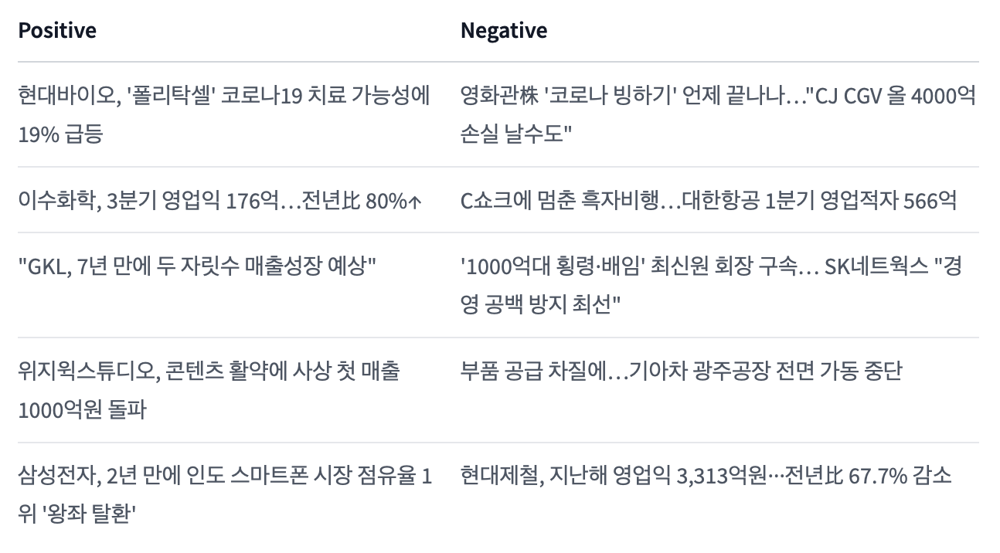 Positive
Negative
현대바이오, '폴리탁셀' 코로나19 치료 가능성에
19% 급등
영화관株 '코로나 빙하기' 언제 끝나나…"CJ CGV 올 4000억
손실 날수도"
이수화학, 3분기 영업익 176억…전년比 80%↑
C쇼크에 멈춘 흑자비행…대한항공 1분기 영업적자 566억
"GKL, 7년 만에 두 자릿수 매출성장 예상"
'1000억대 횡령·배임' 최신원 회장 구속… SK네트웍스 "경
영 공백 방지 최선"
위지윅스튜디오, 콘텐츠 활약에 사상 첫 매출
1000억원 돌파
부품 공급 차질에…기아차 광주공장 전면 가동 중단
삼성전자, 2년 만에 인도 스마트폰 시장 점유율 1
위 '왕좌 탈환'
현대제철, 지난해 영업익 3,313억원···전년比 67.7% 감소